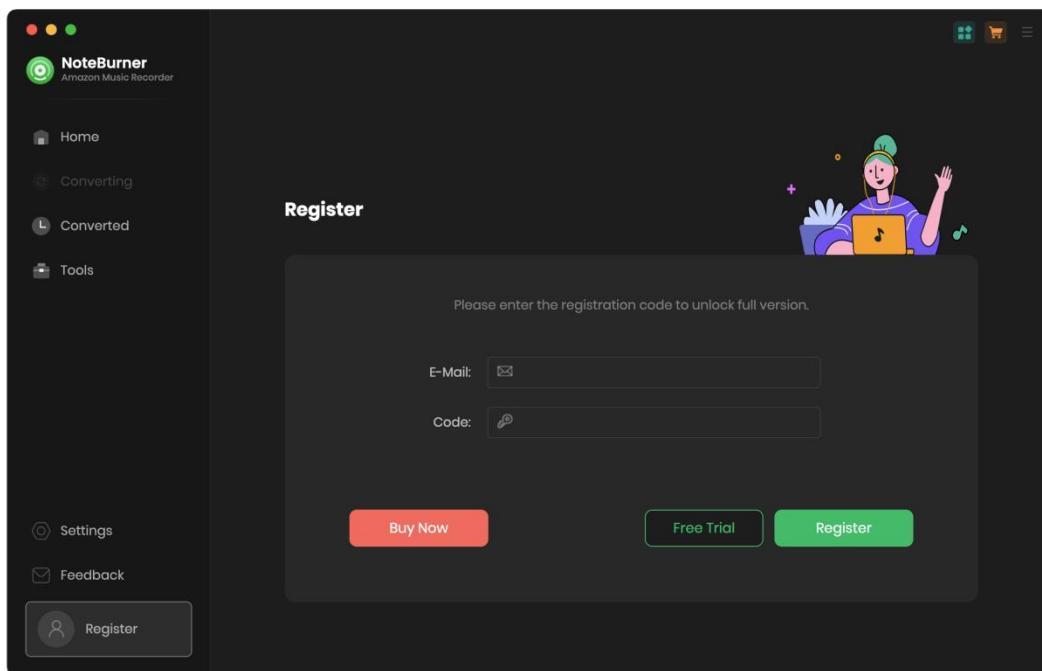 NoteBurner
Amazon Music Recorder
Home
Converting
Converted
Tools
Settings
Feedback
Register
Register
Please enter the registration code to unlock full version.
E-Mail:
Code:
Buy Now
Free Trial
Register